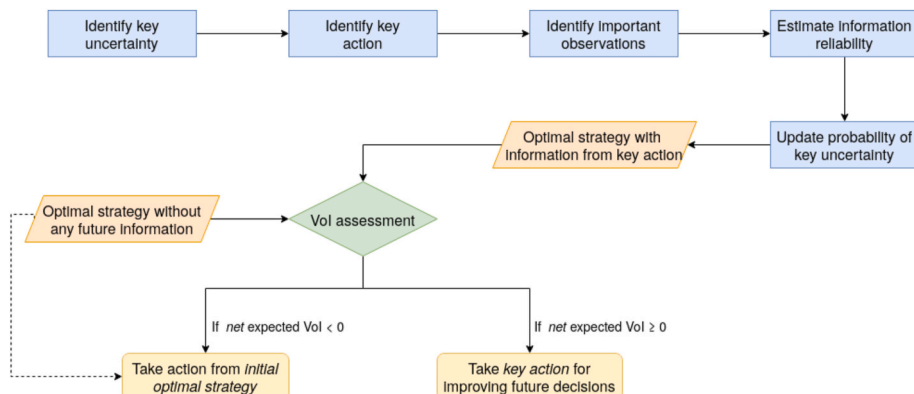 Identify key
uncertainty
Identify key
action
Identify important
observations
Estimate information
reliability
Update probability of
key uncertainty
Optimal strategy with
information from key action
Optimal strategy without
any future information
VoI assessment
If net expected VoI < 0
If net expected VoI ≥ 0
Take action from initial
optimal strategy
Take key action for
improving future decisions